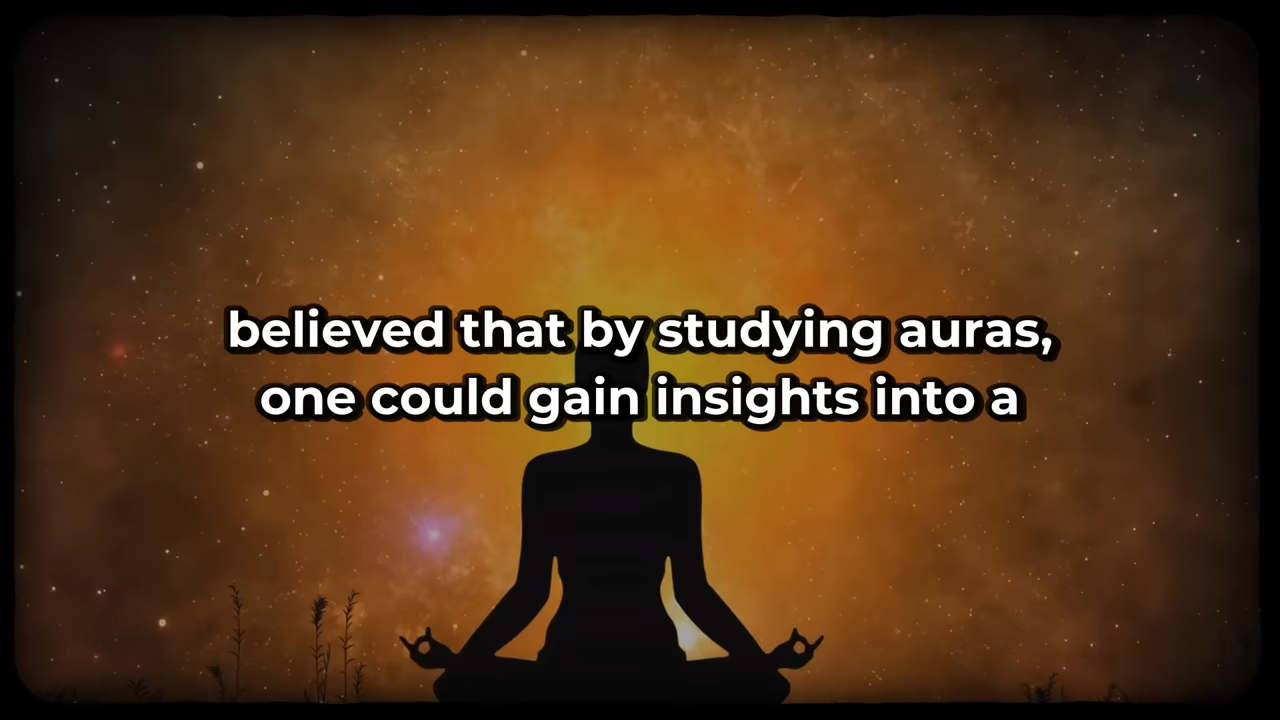 believed that by studying auras,
one could gain insights into a